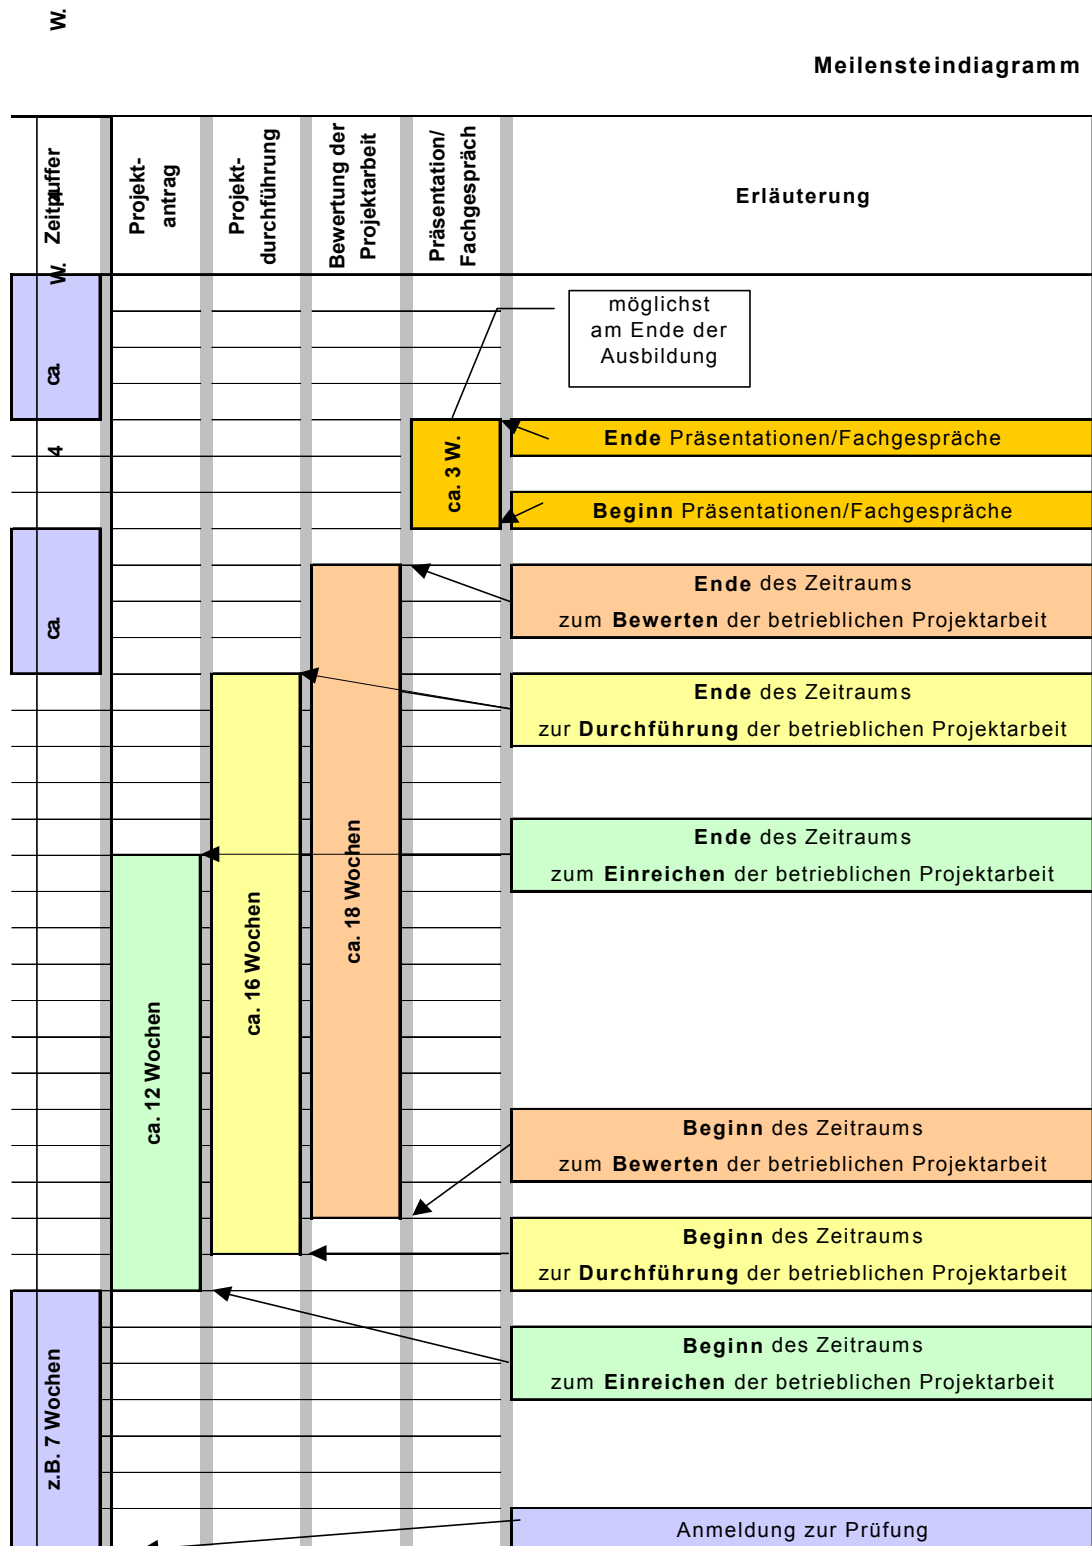 W.
Meilensteindiagramm
Zeitpuffer
4
W.
Projekt-
antrag
Projekt-
durchführung
Bewertung der
Projektarbeit
Präsentation/
Fachgespräch
Erläuterung
ca.
möglichst
am Ende der
Ausbildung
4
ca. 3 W.
Ende Präsentationen/Fachgespräche
Beginn Präsentationen/Fachgespräche
ca.
Ende des Zeitraums
zum Bewerten der betrieblichen Projektarbeit
Ende des Zeitraums
zur Durchführung der betrieblichen Projektarbeit
Ende des Zeitraums
zum Einreichen der betrieblichen Projektarbeit
ca. 12 Wochen
ca. 16 Wochen
ca. 18 Wochen
Beginn des Zeitraums
zum Bewerten der betrieblichen Projektarbeit
Beginn des Zeitraums
zur Durchführung der betrieblichen Projektarbeit
Beginn des Zeitraums
zum Einreichen der betrieblichen Projektarbeit
z.B. 7 Wochen
Anmeldung zur Prüfung